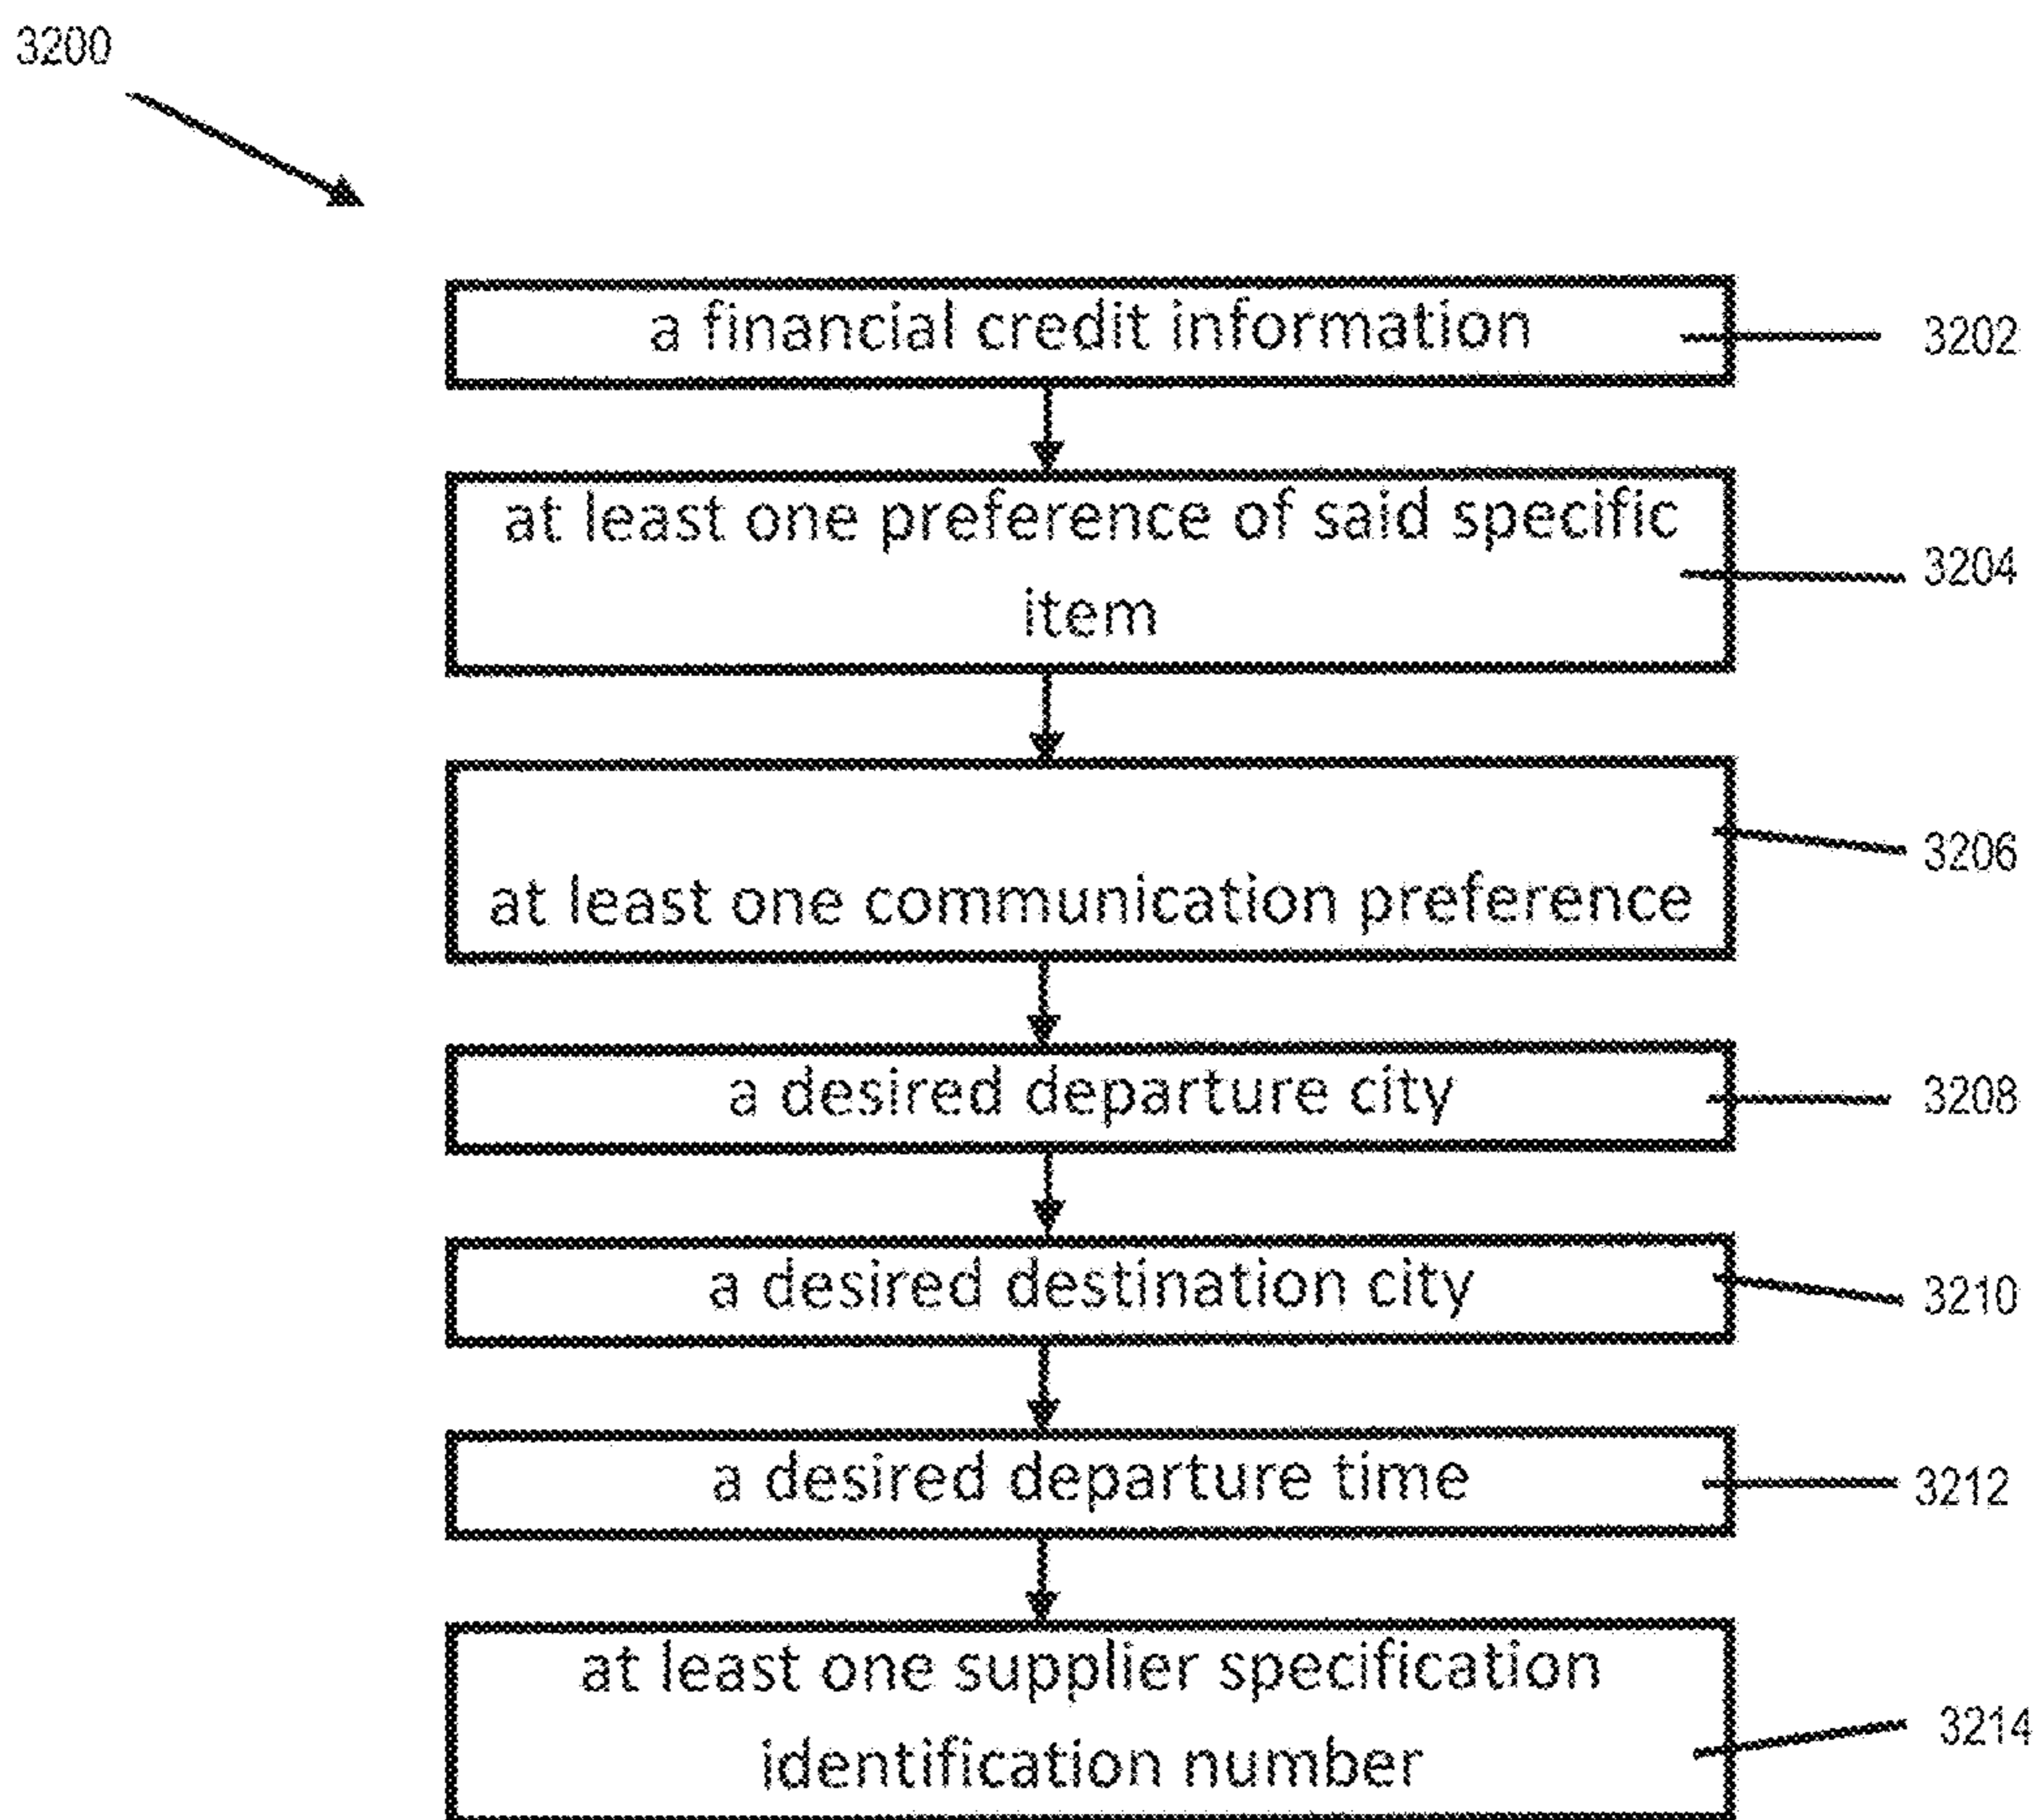 3200
a financial credit information
3202
at least one preference of said specific
item
3204
at least one communication preference
3206
a desired departure city
3208
a desired destination city
3210
a desired departure time
3212
at least one supplier specification
identification number
3214